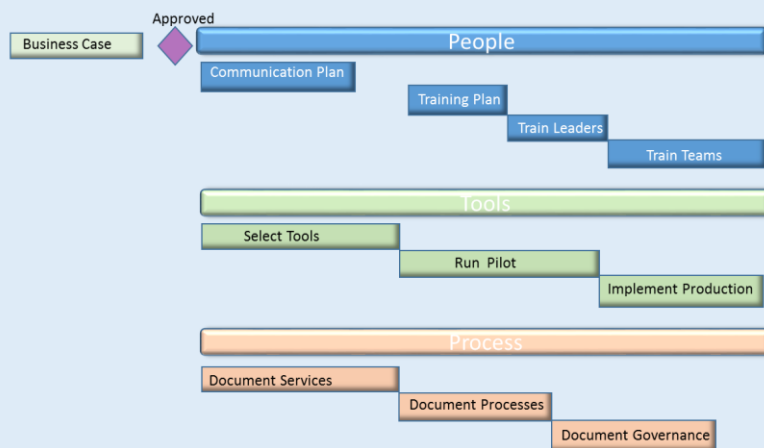 Approved
Business Case
People
Communication Plan
Training Plan
Train Leaders
Train Teams
Tools
Select Tools
Run Pilot
Implement Production
Process
Document Services
Document Processes
Document Governance